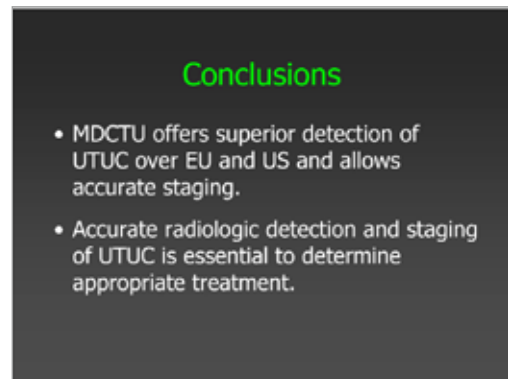 Conclusions
• MDCTU offers superior detection of
UTUC over EU and US and allows
accurate staging.
• Accurate radiologic detection and staging
of UTUC is essential to determine
appropriate treatment.